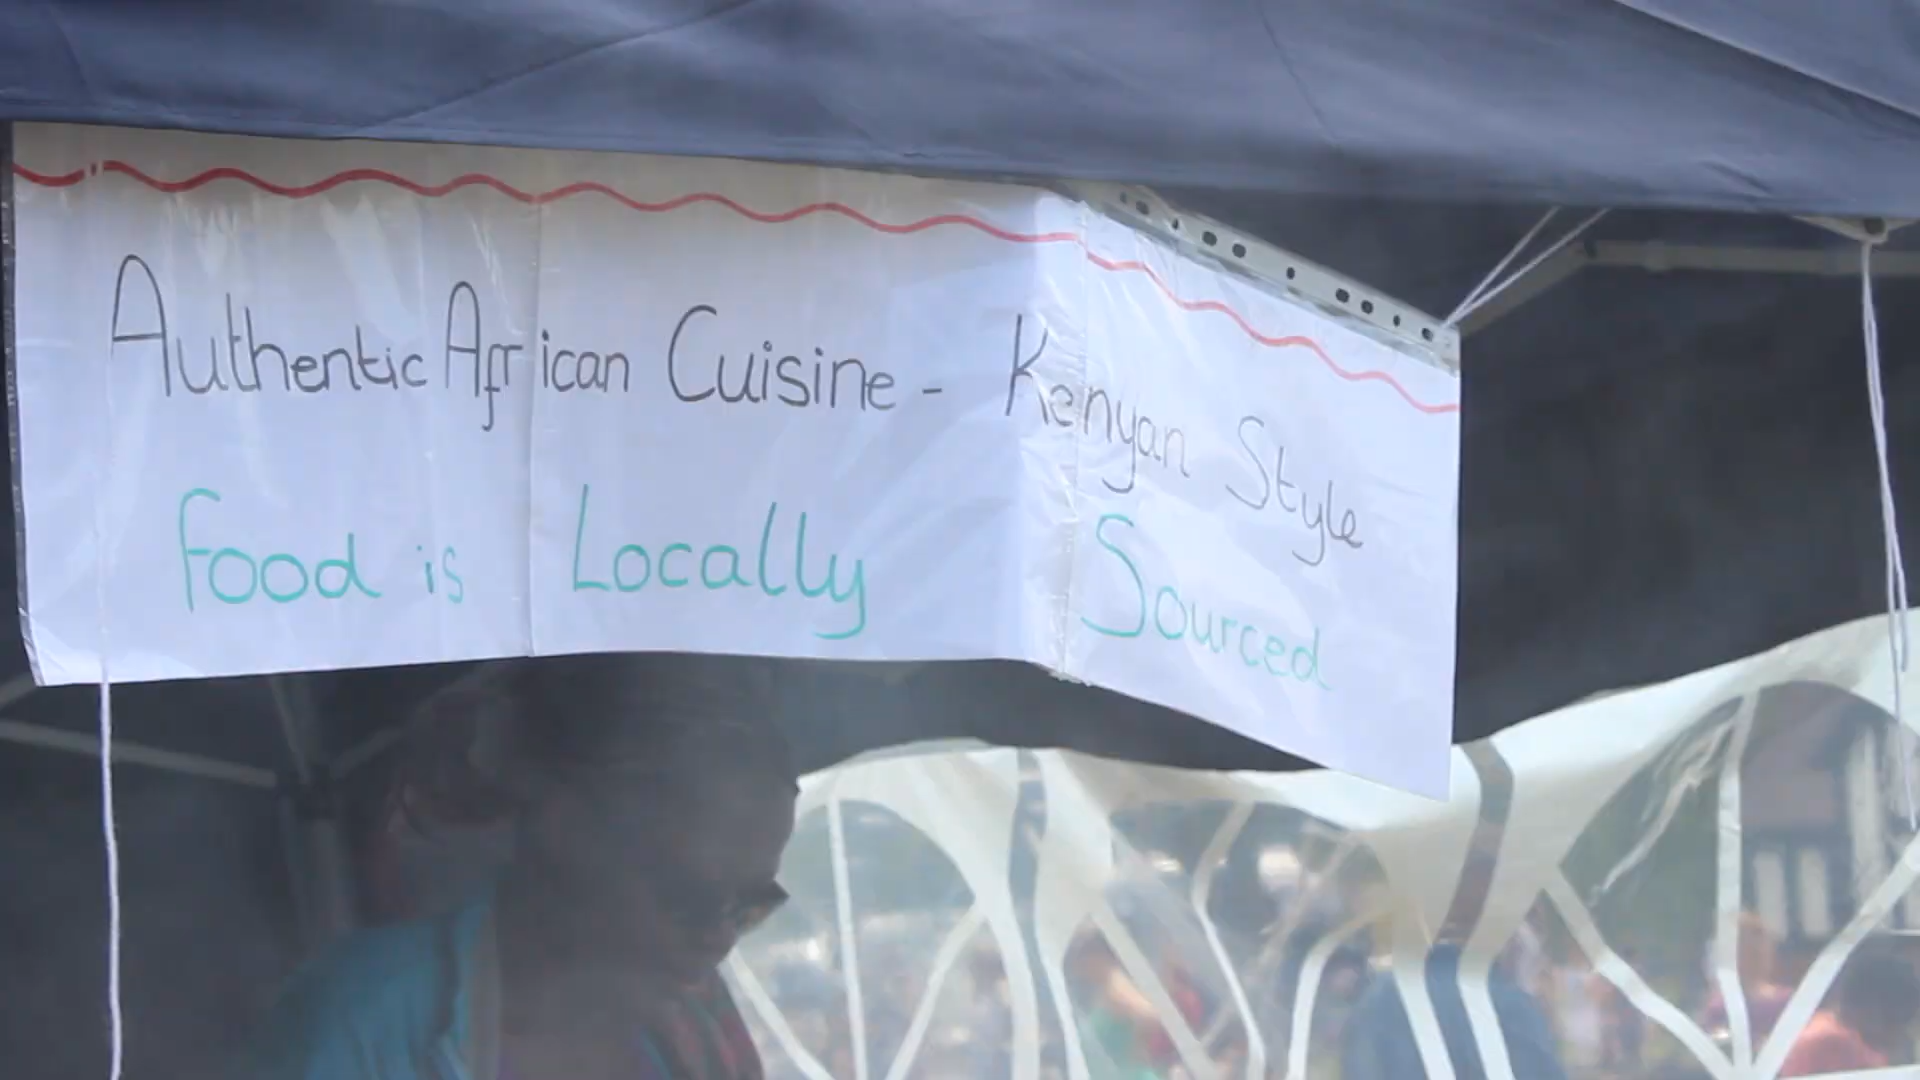 Authentic African Cuisine - Kenyan Style
Food is Locally Sourced